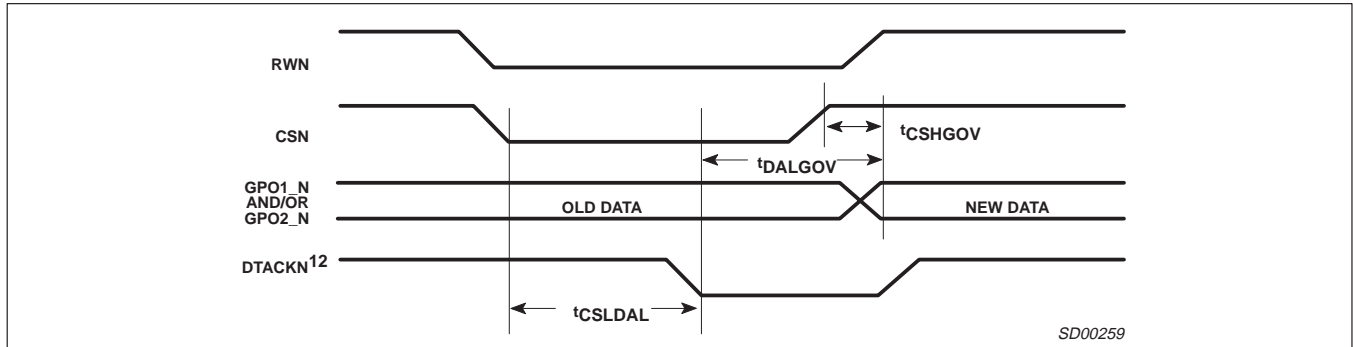 RWN
CSN
tCSHGOV
tDALGOV
GPO1_N
AND/OR
GPO2_N
OLD DATA
NEW DATA
DTACKN12
tCSLDAL
SD00259